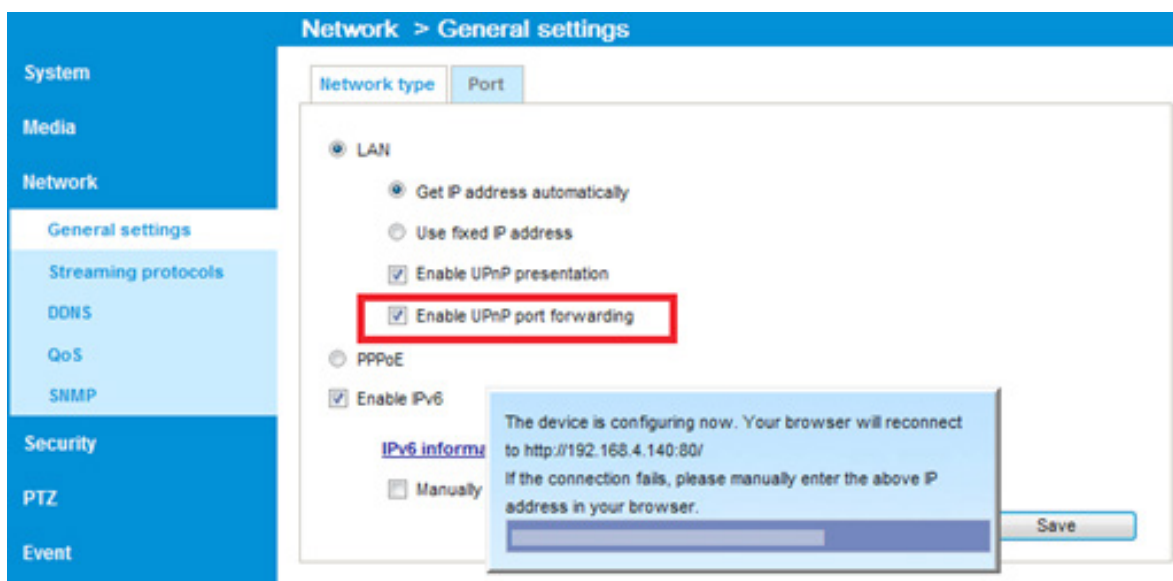 Network > General settings
System
Media
Network
General settings
Streaming protocols
DDNS
QoS
SNMP
Security
PTZ
Event
Network type
Port
LAN
Get IP address automatically
Use fixed IP address
Enable UPnP presentation
Enable UPnP port forwarding
PPPoE
Enable IPv6
IPv6 informa
Manually
The device is configuring now. Your browser will reconnect
to http://192.168.4.140:80/
If the connection fails, please manually enter the above IP
address in your browser.
Save